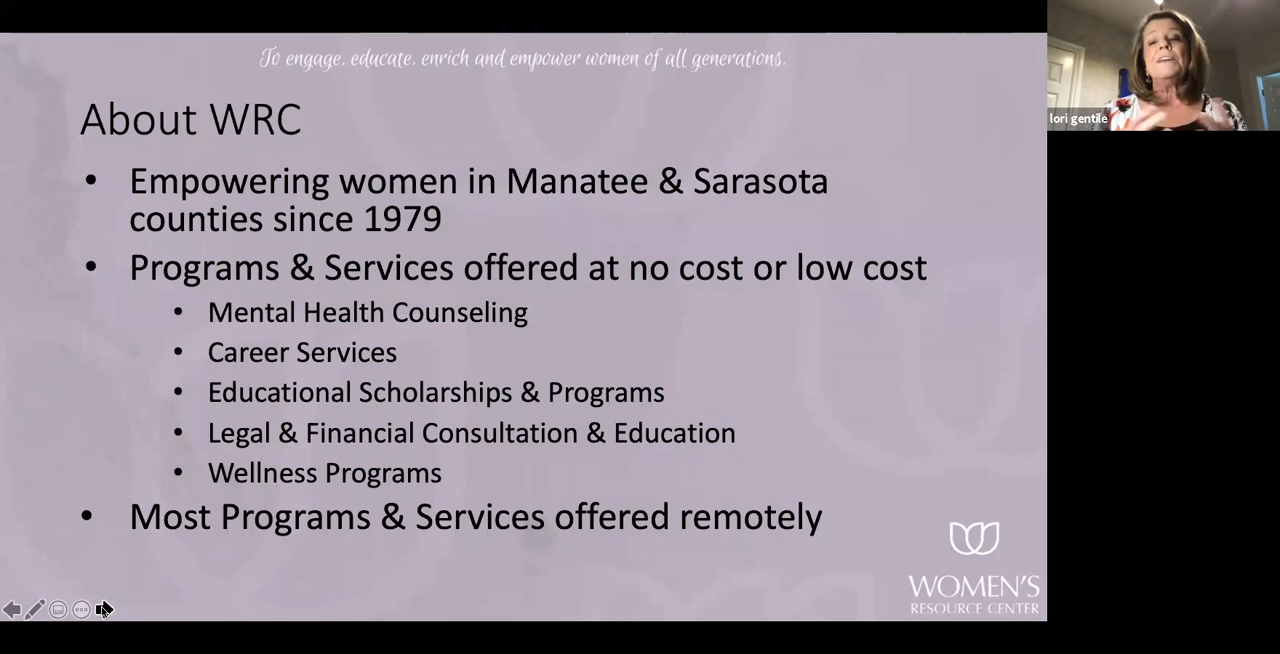 To engage, educate, enrich and empower women of all generations.
lori gentile
About WRC
• Empowering women in Manatee & Sarasota
counties since 1979
• Programs & Services offered at no cost or low cost
• Mental Health Counseling
• Career Services
• Educational Scholarships & Programs
• Legal & Financial Consultation & Education
• Wellness Programs
• Most Programs & Services offered remotely
WOMEN'S
RESOURCE CENTER